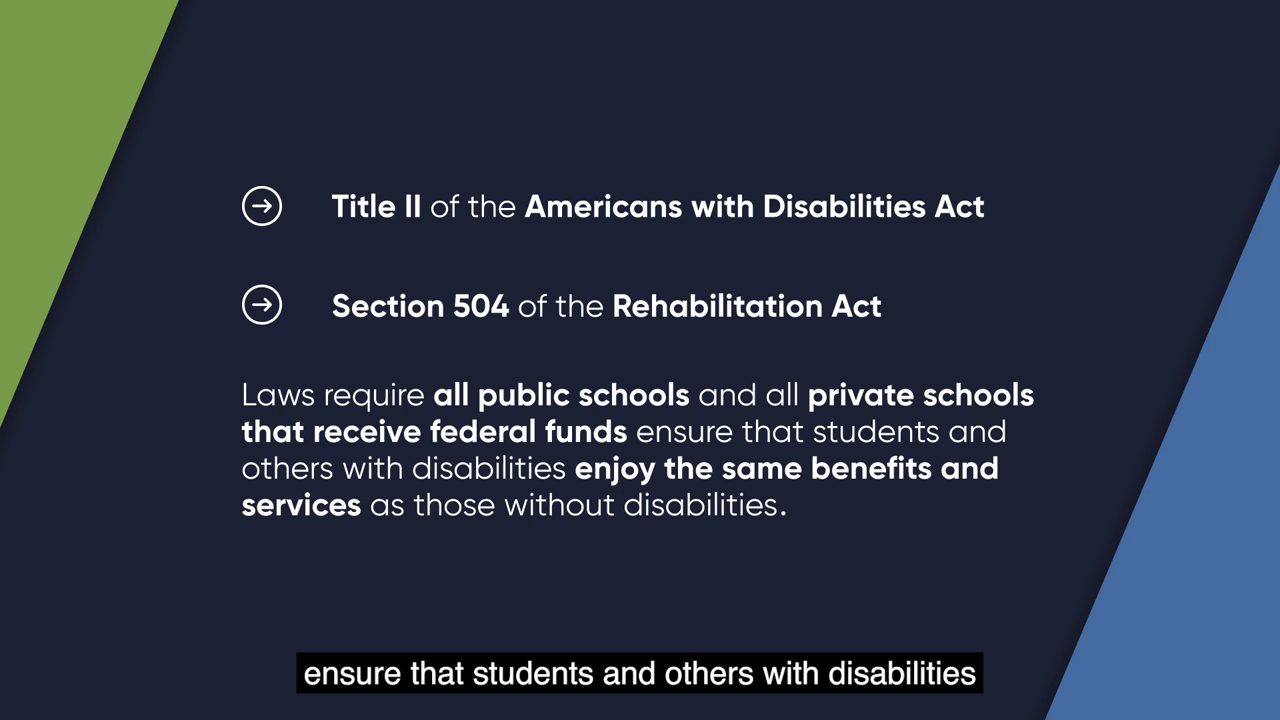 Title II of the Americans with Disabilities Act
Section 504 of the Rehabilitation Act
Laws require all public schools and all private schools
that receive federal funds ensure that students and
others with disabilities enjoy the same benefits and
services as those without disabilities.
ensure that students and others with disabilities